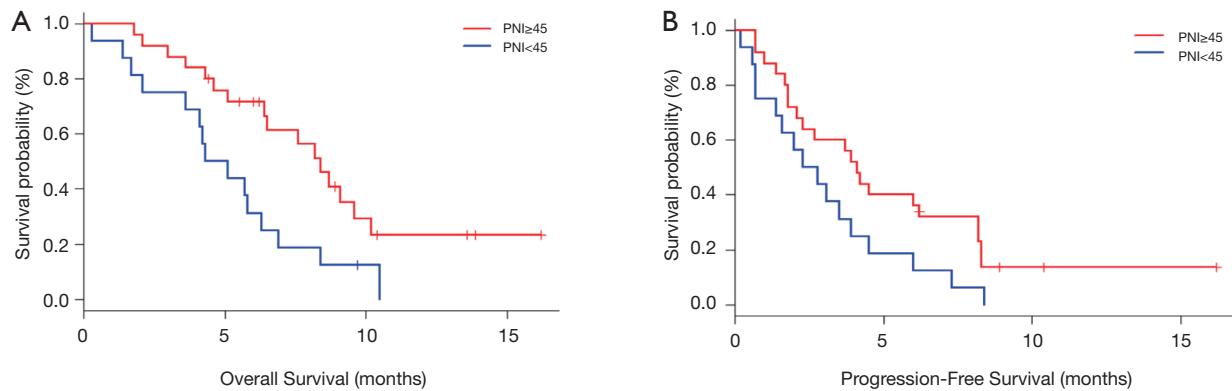 A
PNI≥45
PNI<45
Survival probability (%)
1.0
0.8
0.6
0.4
0.2
0.0
0
5
10
15
Overall Survival (months)
B
PNI≥45
PNI<45
Survival probability (%)
1.0
0.8
0.6
0.4
0.2
0.0
0
5
10
15
Progression-Free Survival (months)